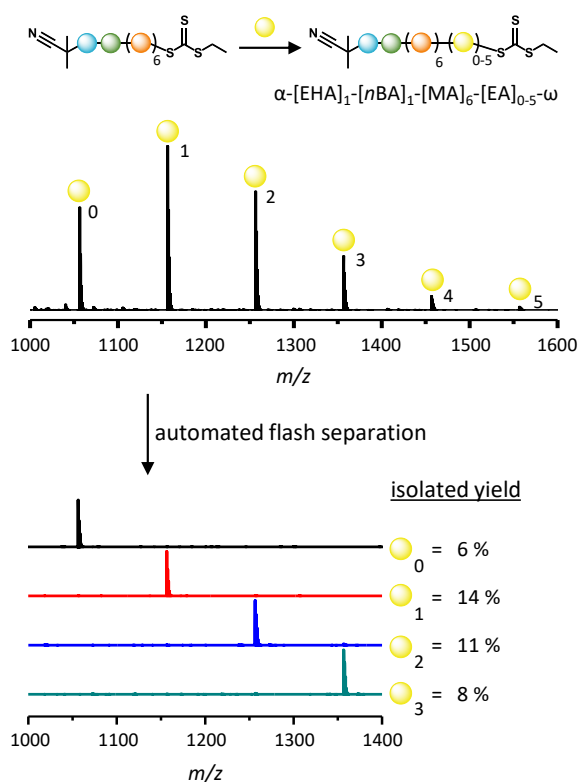 N S S
S S 6
N S S
S S 6 0-5
α-[EHA]1-[nBA]1-[MA]6-[EA]0-5-ω
0 1 2 3 4 5
1000 1100 1200 1300 1400 1500 1600
m/z
automated flash separation
isolated yield
0 = 6 %
1 = 14 %
2 = 11 %
3 = 8 %
1000 1100 1200 1300 1400
m/z